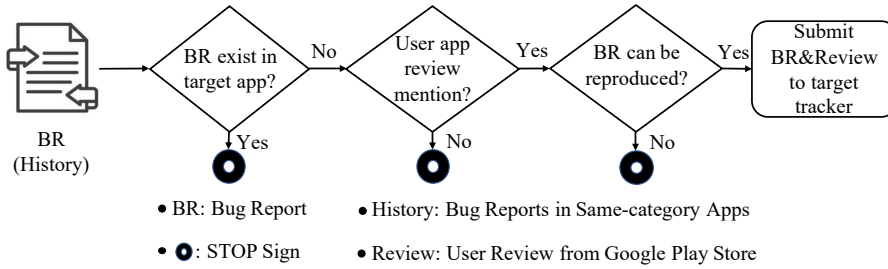 BR
(History)
BR exist in
target app?
No
Yes
User app
review
mention?
Yes
No
BR can be
reproduced?
Yes
No
Submit
BR&Review
to target
tracker
• BR: Bug Report
• History: Bug Reports in Same-category Apps
• : STOP Sign
• Review: User Review from Google Play Store